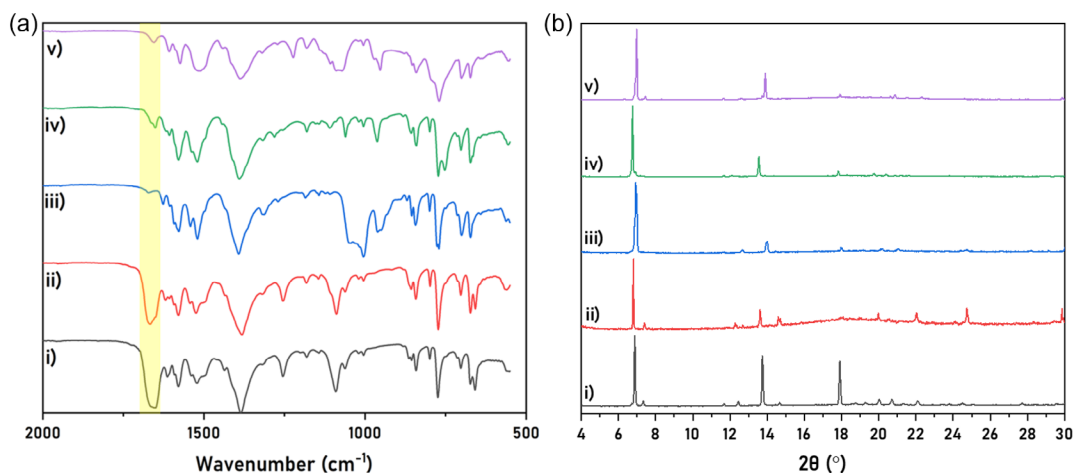 (a)
v)
iv)
iii)
ii)
i)
2000 1500 1000 500
Wavenumber (cm⁻¹)
(b)
v)
iv)
iii)
ii)
i)
4 6 8 10 12 14 16 18 20 22 24 26 28 30
2θ (°)